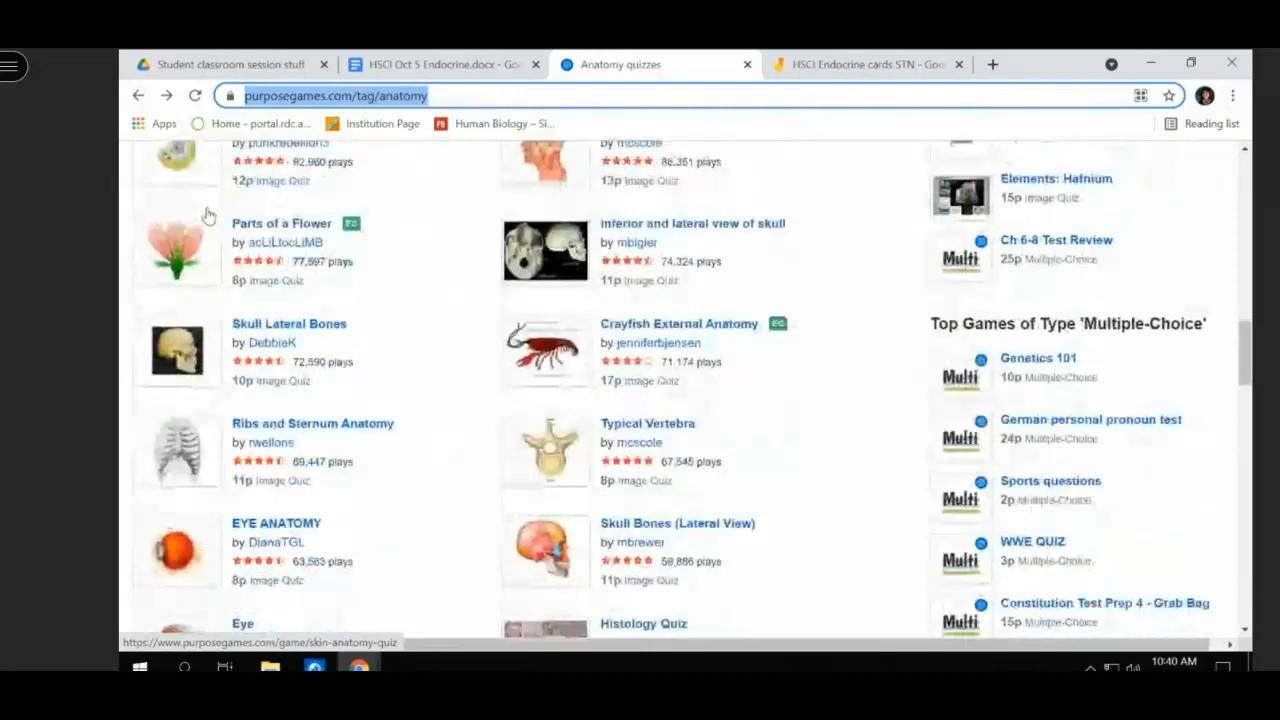 Student classroom session stuff
HSCI Oct 5 Endocrine.docx - Goo
Anatomy quizzes
HSCI Endocrine cards STN - Goo
purposegames.com/tag/anatomy
Apps
Home - portal.rdc.a...
Institution Page
Human Biology – Si...
Reading list
by punkrebellion3
92,960 plays
12p Image Quiz
by mcscole
13p Image Quiz
Parts of a Flower EC
77,597 plays
8p Image Quiz
inferior and lateral view of skull
by mbigler
74,324 plays
11p Image Quiz
Skull Lateral Bones
by DebbieK
72,590 plays
10p Image Quiz
Crayfish External Anatomy EC
by jenniferbjensen
71,174 plays
17p Image Quiz
Ribs and Sternum Anatomy
by rwellons
69,447 plays
11p Image Quiz
Typical Vertebra
by mcscole
67,545 plays
8p Image Quiz
EYE ANATOMY
by DianaTGL
63,563 plays
8p Image Quiz
Skull Bones (Lateral View)
by mbrewer
11p Image Quiz
Eye
Histology Quiz
Elements: Hafnium
15p Image Quiz
Multi
Ch 6-8 Test Review
25p Multiple-Choice
Top Games of Type 'Multiple-Choice'
Multi
Genetics 101
10p Multiple-Choice
Multi
German personal pronoun test
24p Multiple-Choice
Multi
Sports questions
2p Multiple-Choice
Multi
WWE QUIZ
3p Multiple-Choice
Multi
Constitution Test Prep 4 - Grab Bag
15p Multiple-Choice
https://www.purposegames.com/game/skin-anatomy-quiz
10:40 AM